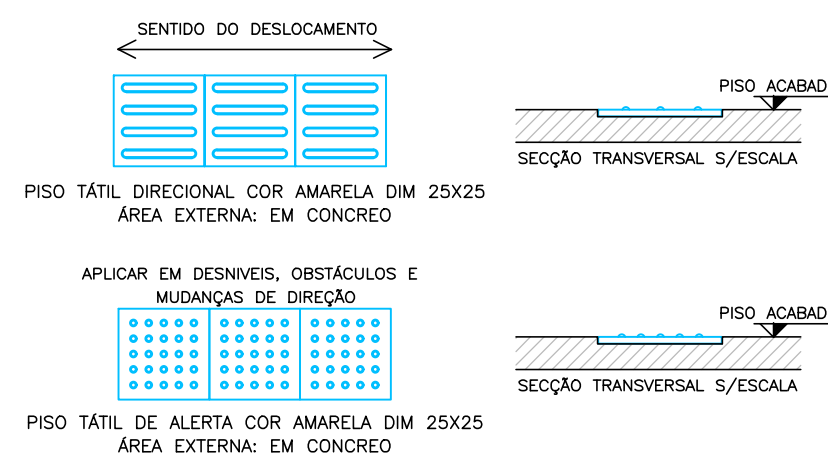 SENTIDO DO DESLOCAMENTO
PISO ACABAD
SECÇÃO TRANSVERSAL S/ESCALA
PISO TÁTIL DIRECIONAL COR AMARELA DIM 25X25
ÁREA EXTERNA: EM CONCREO
APLICAR EM DESNIVEIS, OBSTÁCULOS E
MUDANÇAS DE DIREÇÃO
PISO ACABAD
SECÇÃO TRANSVERSAL S/ESCALA
PISO TÁTIL DE ALERTA COR AMARELA DIM 25X25
ÁREA EXTERNA: EM CONCREO